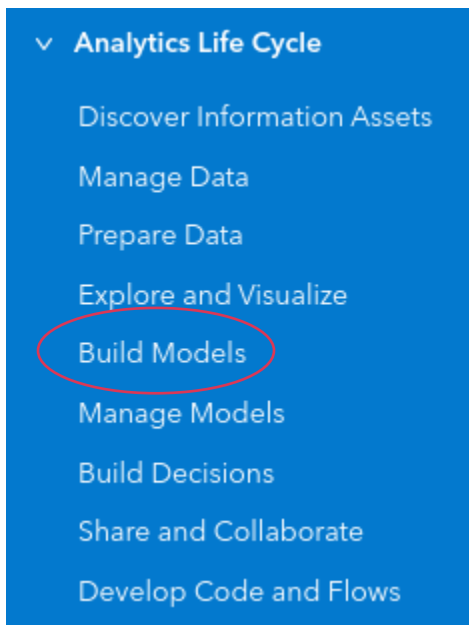 Analytics Life Cycle
Discover Information Assets
Manage Data
Prepare Data
Explore and Visualize
Build Models
Manage Models
Build Decisions
Share and Collaborate
Develop Code and Flows